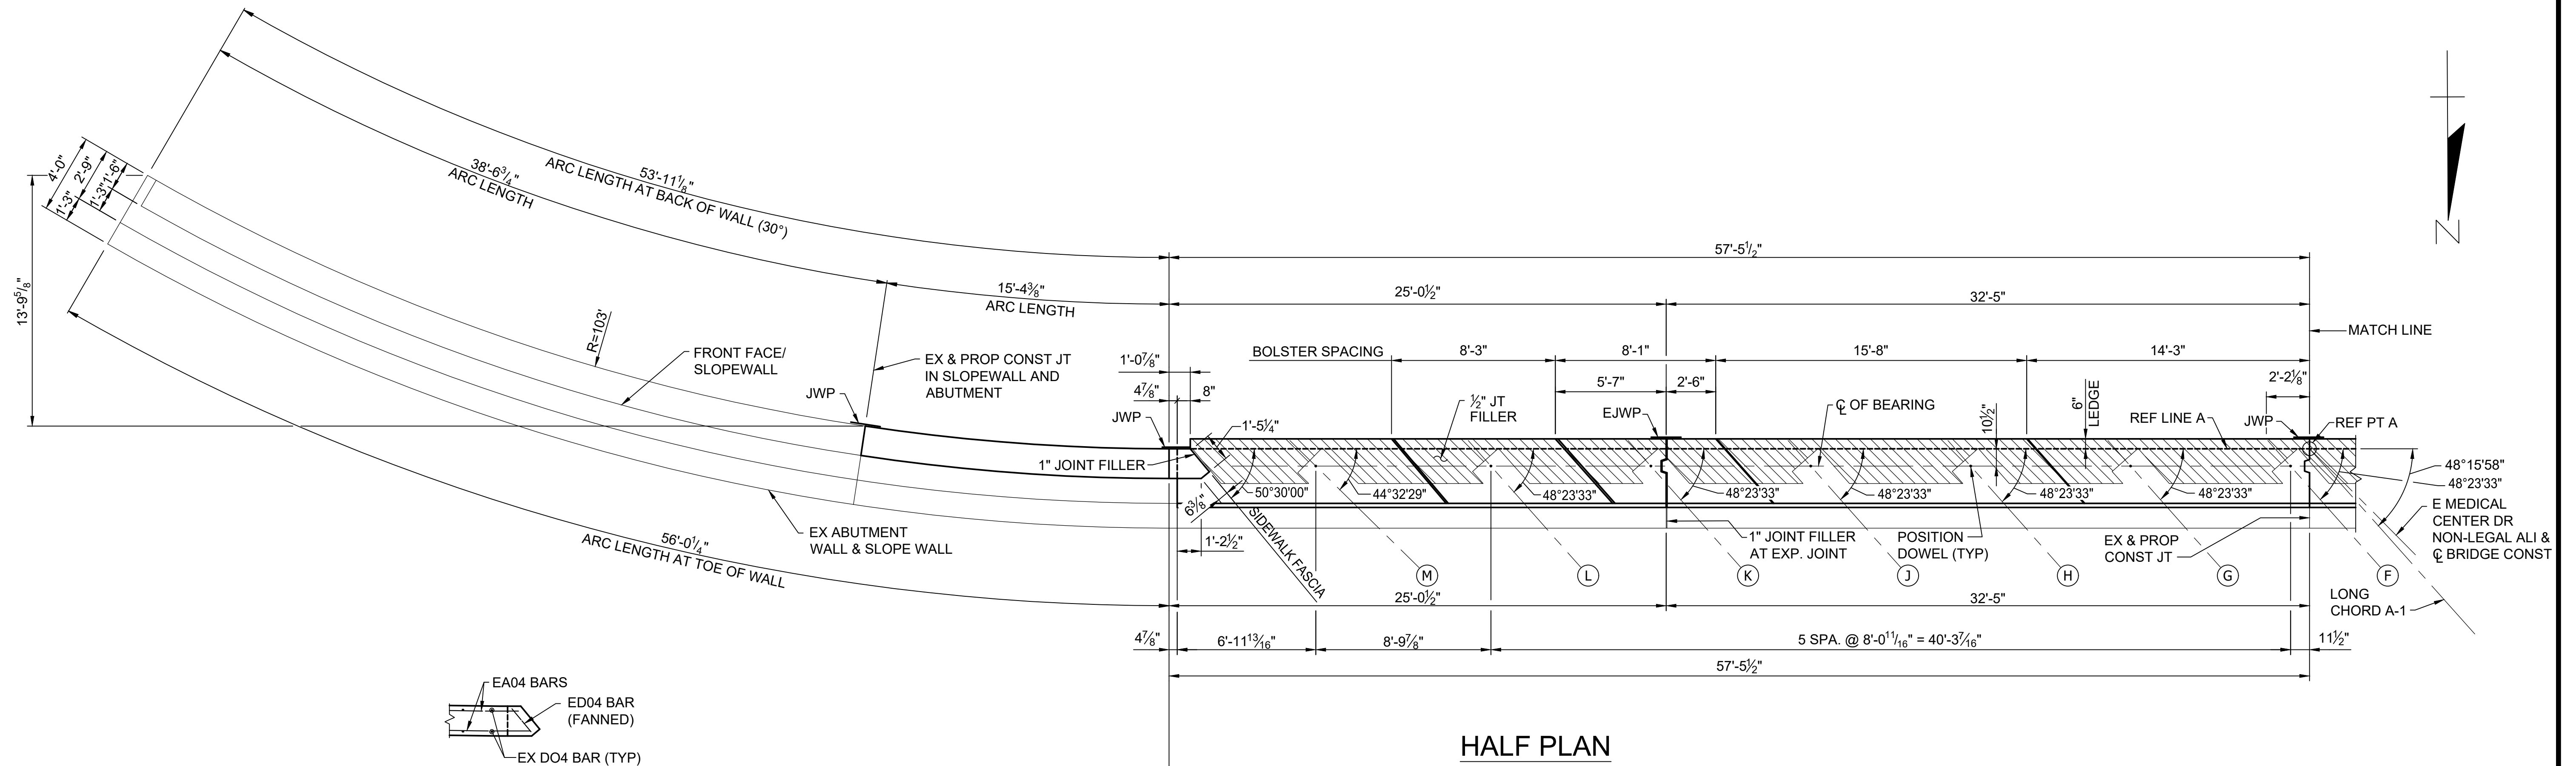 53'-11⅛"
ARC LENGTH AT BACK OF WALL (30°)
38'-6¾"
ARC LENGTH
4'-0"
2'-9"
1'-6"
1'-3"
1'-3"
13'-9⅝"
57'-5½"
15'-4⅜"
ARC LENGTH
25'-0½"
32'-5"
N
R=103'
MATCH LINE
FRONT FACE/
SLOPEWALL
EX & PROP CONST JT
IN SLOPEWALL AND
ABUTMENT
BOLSTER SPACING
8'-3"
8'-1"
15'-8"
14'-3"
1'-0⅞"
4⅞"
8"
5'-7"
2'-6"
2'-2⅛"
JWP
JWP
1'-5¼"
½" JT
FILLER
EJWP
℄ OF BEARING
10½"
6"
LEDGE
REF LINE A
JWP
REF PT A
1" JOINT FILLER
50°30'00"
44°32'29"
48°23'33"
48°23'33"
48°23'33"
48°23'33"
48°23'33"
48°15'58"
48°23'33"
6⅜"
SIDEWALK FASCIA
1'-2½"
EX ABUTMENT
WALL & SLOPE WALL
56'-0¼"
ARC LENGTH AT TOE OF WALL
1" JOINT FILLER
AT EXP. JOINT
POSITION
DOWEL (TYP)
EX & PROP
CONST JT
E MEDICAL
CENTER DR
NON-LEGAL ALI &
℄ BRIDGE CONST
M
L
K
J
H
G
F
LONG
CHORD A-1
25'-0½"
32'-5"
4⅞"
6'-11¹³⁄₁₆"
8'-9⅞"
5 SPA. @ 8'-0¹¹⁄₁₆" = 40'-3⁷⁄₁₆"
11½"
57'-5½"
EA04 BARS
ED04 BAR
(FANNED)
EX DO4 BAR (TYP)
HALF PLAN